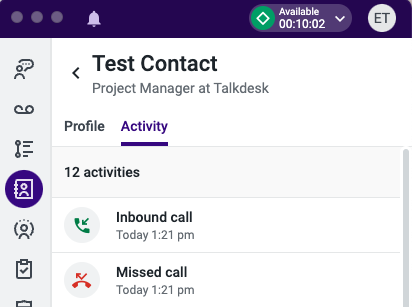 Available
00:10:02
ET
Test Contact
Project Manager at Talkdesk
Profile
Activity
12 activities
Inbound call
Today 1:21 pm
Missed call
Today 1:21 pm